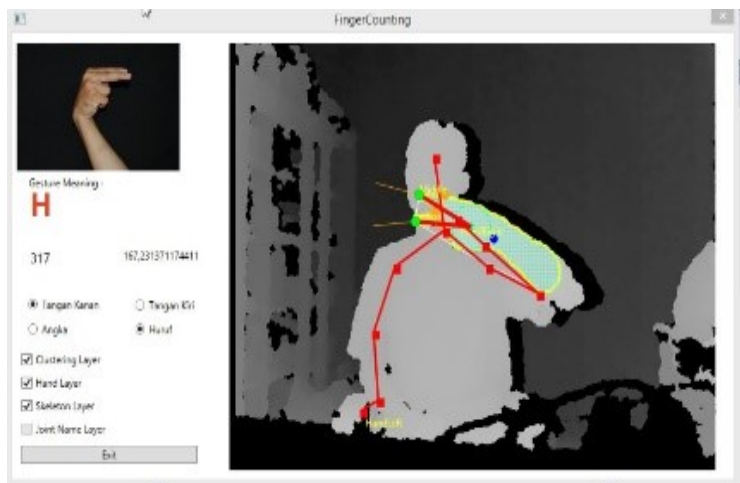 FingerCounting
Gesture Meaning :
H
317 167,231371174411
Tangan Kanan Tangan Kiri
Angka Huruf
Clustering Layer
Hand Layer
Skeleton Layer
Joint Name Layer
Exit
HandLeft